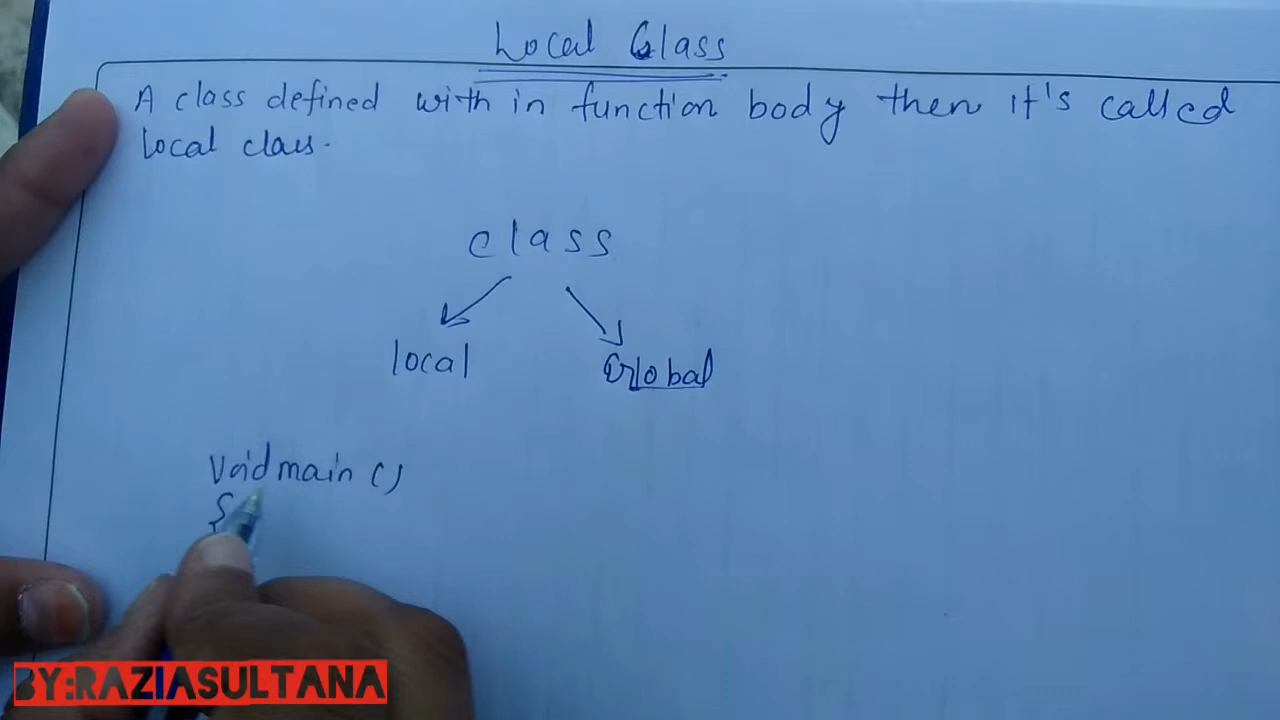 Local Class
A class defined with in function body then it's called
local class.
class
local Global
Void main ()
{
BY:RAZIASULTANA